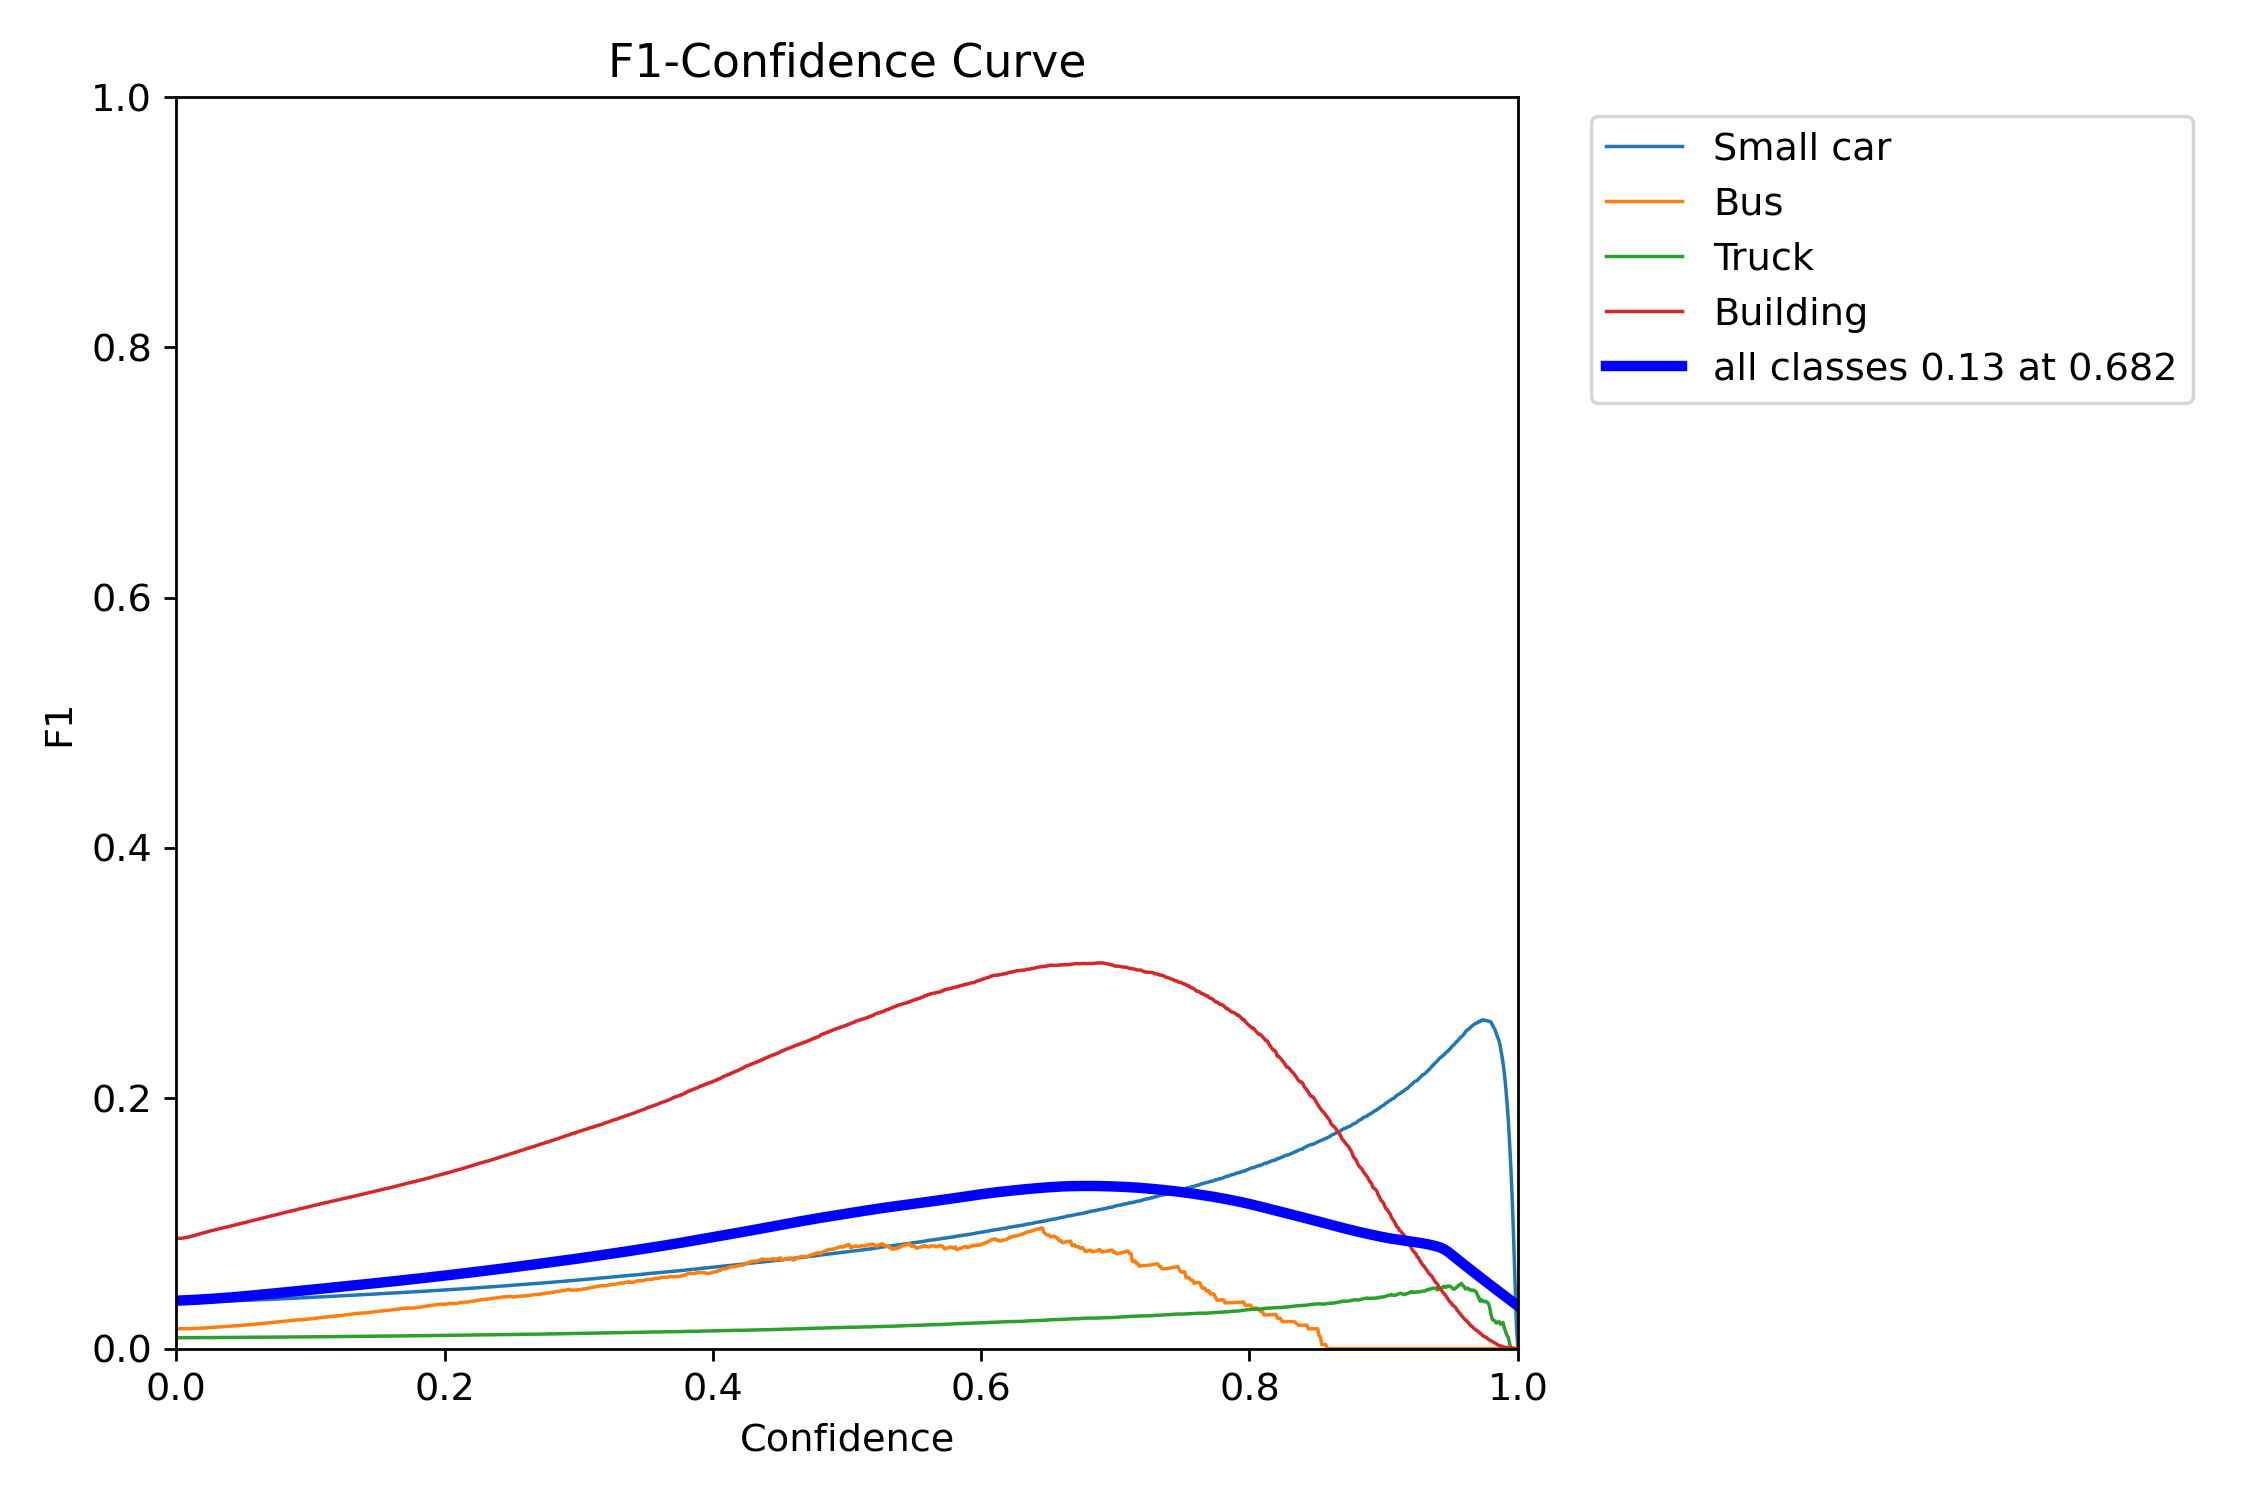 F1-Confidence Curve
1.0
0.8
0.6
0.4
0.2
0.0
F1
0.0 0.2 0.4 0.6 0.8 1.0
Confidence
Small car
Bus
Truck
Building
all classes 0.13 at 0.682